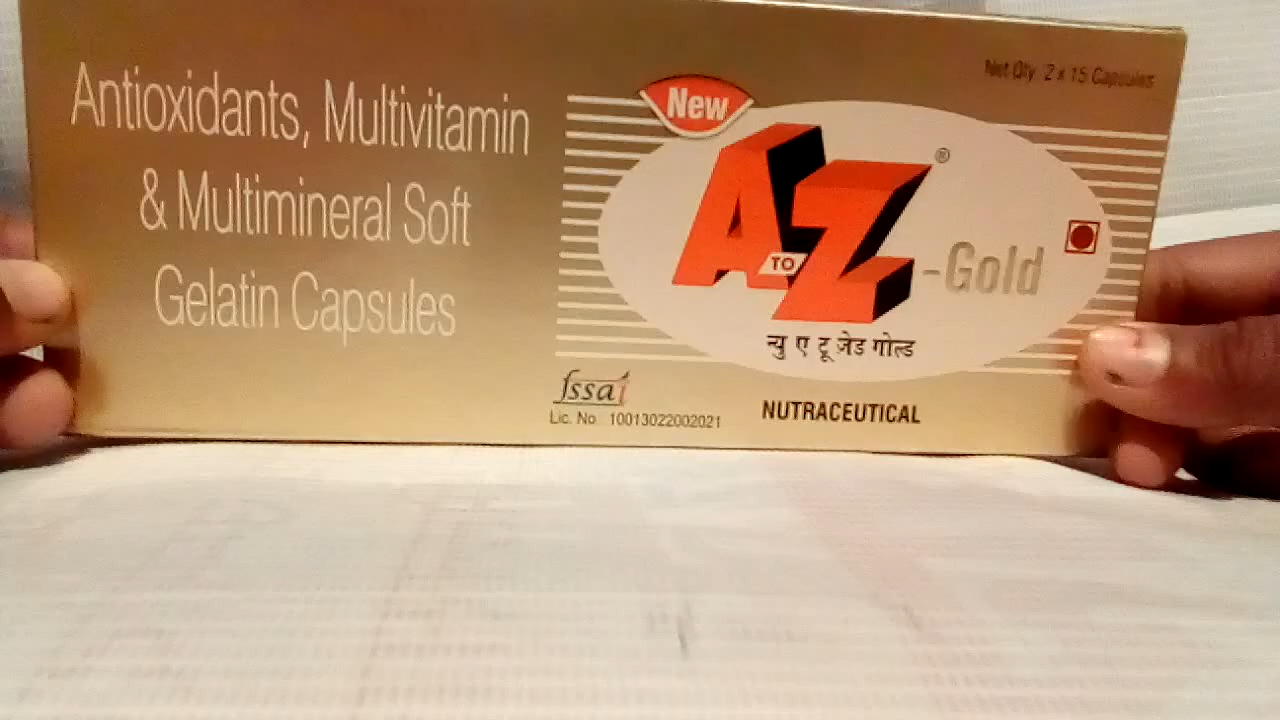 Antioxidants, Multivitamin
& Multimineral Soft
Gelatin Capsules
Net Qty 2 x 15 Capsules
New
A TO Z ® -Gold
न्यु ए टू ज़ेड गोल्ड
fssai
Lic. No 10013022002021
NUTRACEUTICAL